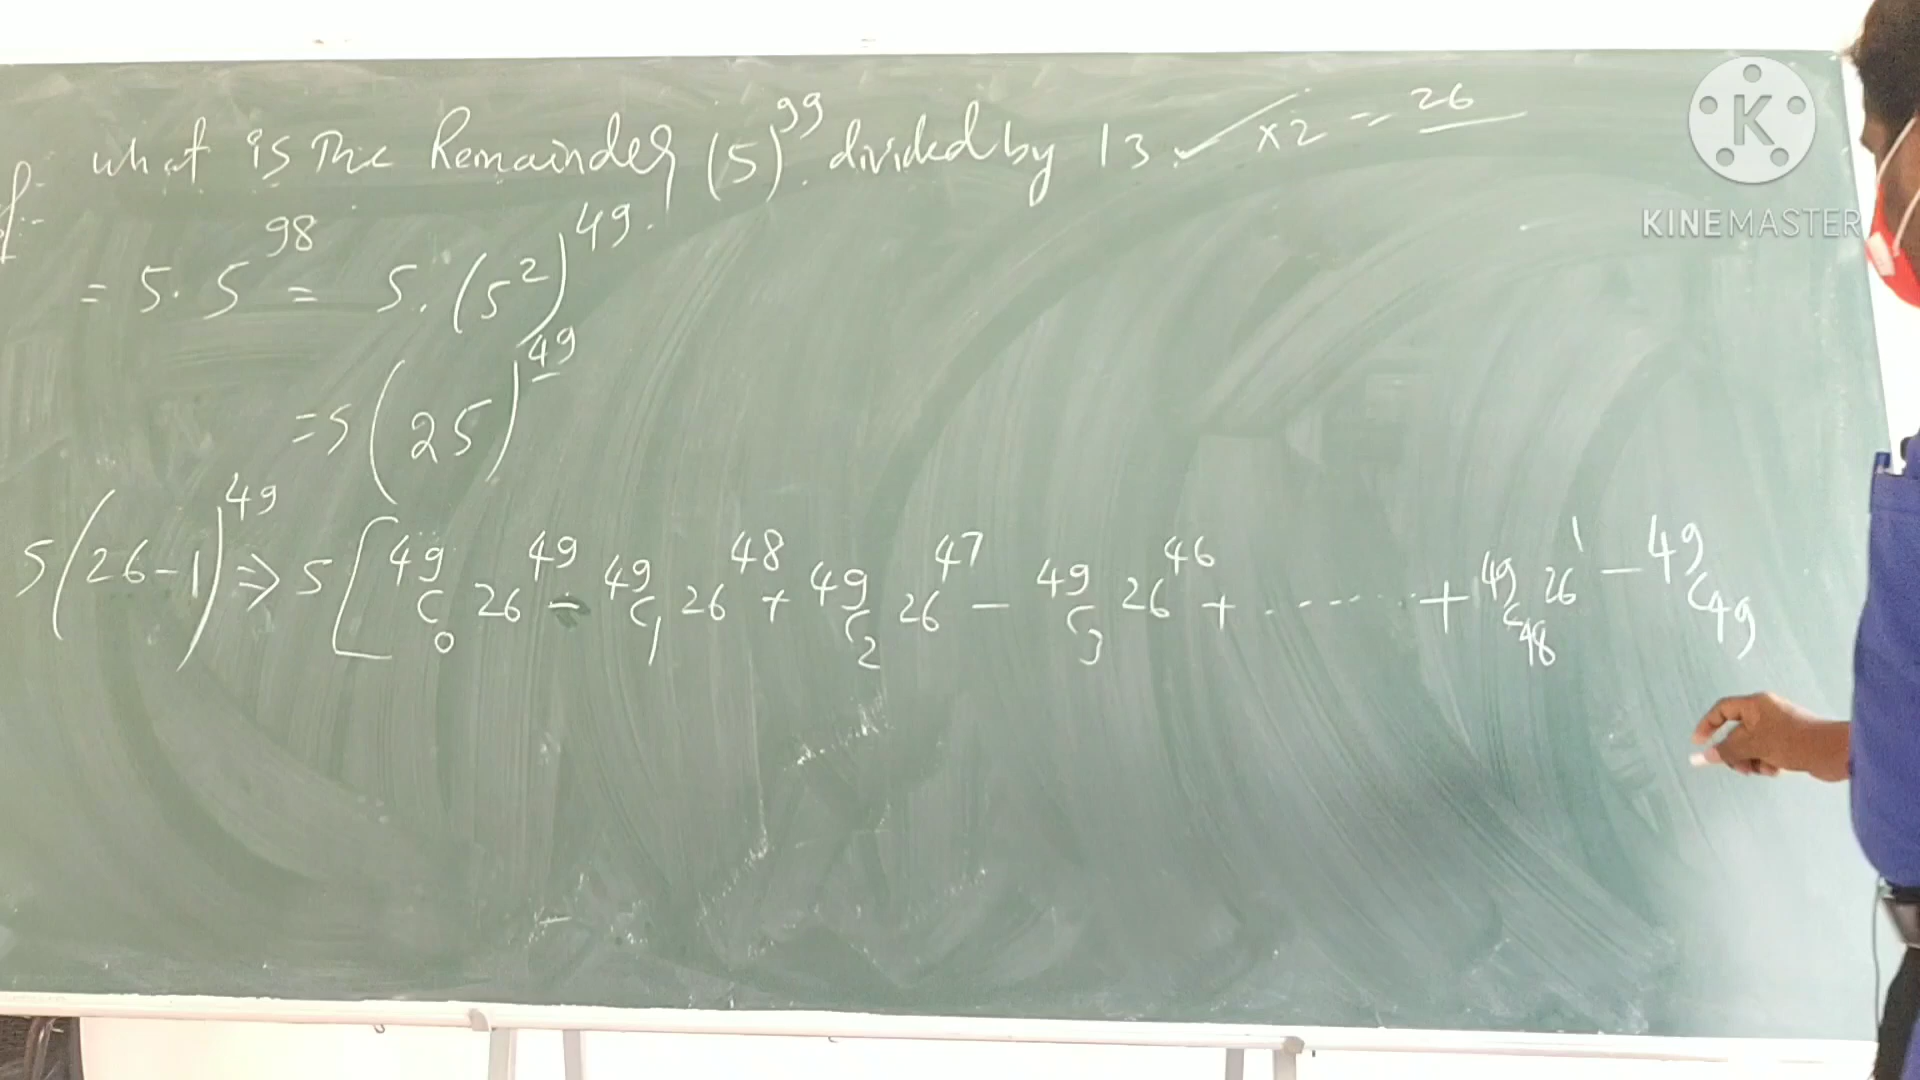 what is the Remainder (5)^99 divided by 13. ✓ ×2 = 26
= 5. 5^98 = 5. (5^2)^49.
= 5 (25)^49
5(26-1)^49 ⇒ 5[49C0 26^49 - 49C1 26^48 + 49C2 26^47 - 49C3 26^46 + ....... + 49C48 26^1 - 49C49
K
KINEMASTER